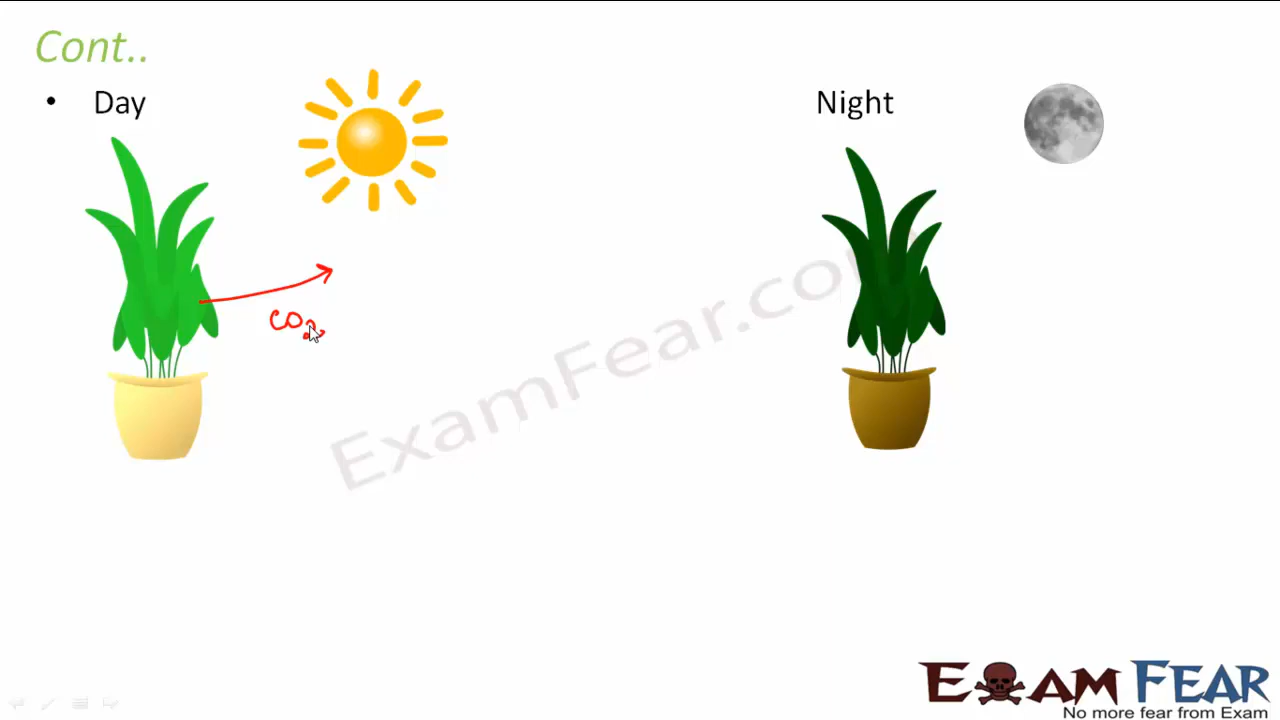 Cont..
• Day
Night
CO2
ExamFear.com
EXAM FEAR
No more fear from Exam